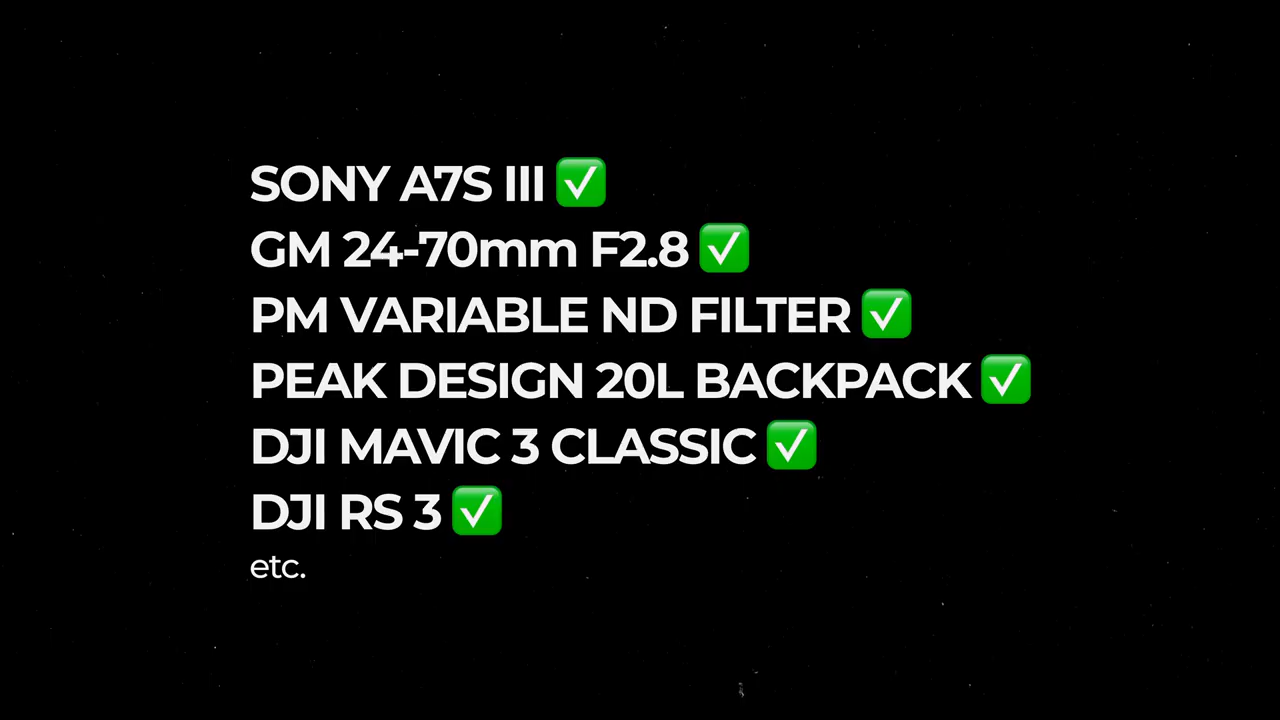 SONY A7S III ✅
GM 24-70mm F2.8 ✅
PM VARIABLE ND FILTER ✅
PEAK DESIGN 20L BACKPACK ✅
DJI MAVIC 3 CLASSIC ✅
DJI RS 3 ✅
etc.